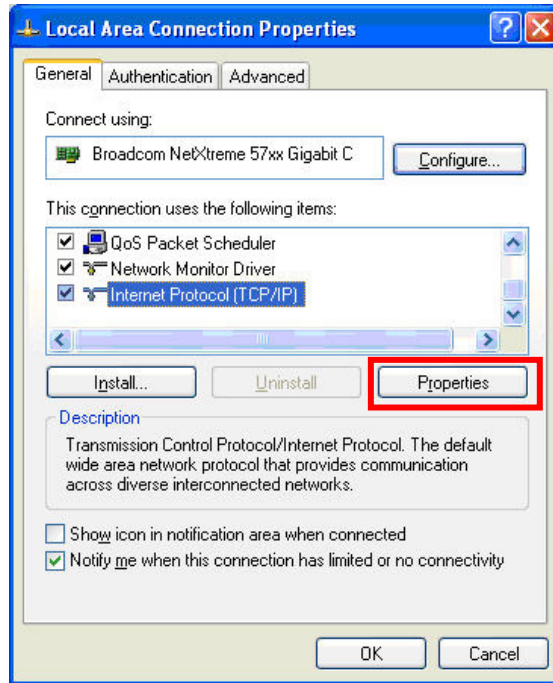 Local Area Connection Properties
General Authentication Advanced
Connect using:
Broadcom NetXtreme 57xx Gigabit C
Configure...
This connection uses the following items:
QoS Packet Scheduler
Network Monitor Driver
Internet Protocol (TCP/IP)
Install... Uninstall Properties
Description
Transmission Control Protocol/Internet Protocol. The default
wide area network protocol that provides communication
across diverse interconnected networks.
Show icon in notification area when connected
Notify me when this connection has limited or no connectivity
OK Cancel